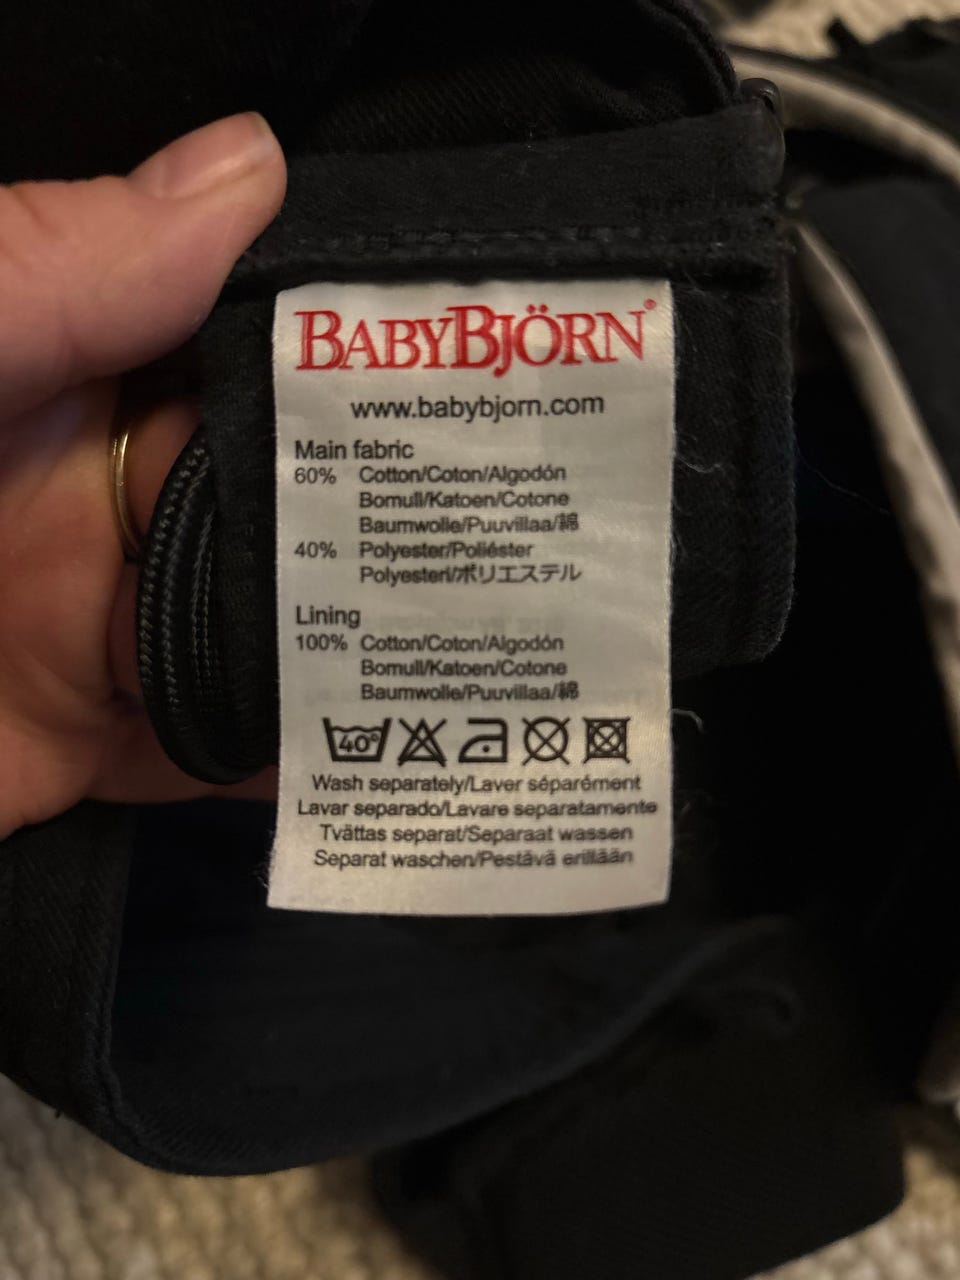 BABYBJÖRN®
www.babybjorn.com
Main fabric
60% Cotton/Coton/Algodón
Bomull/Katoen/Cotone
Baumwolle/Puuvillaa/綿
40% Polyester/Poliéster
Polyesteri/ポリエステル
Lining
100% Cotton/Coton/Algodón
Bomull/Katoen/Cotone
Baumwolle/Puuvillaa/綿
40°
Wash separately/Laver séparément
Lavar separado/Lavare separatamente
Tvättas separat/Separaat wassen
Separat waschen/Pestävä erillään